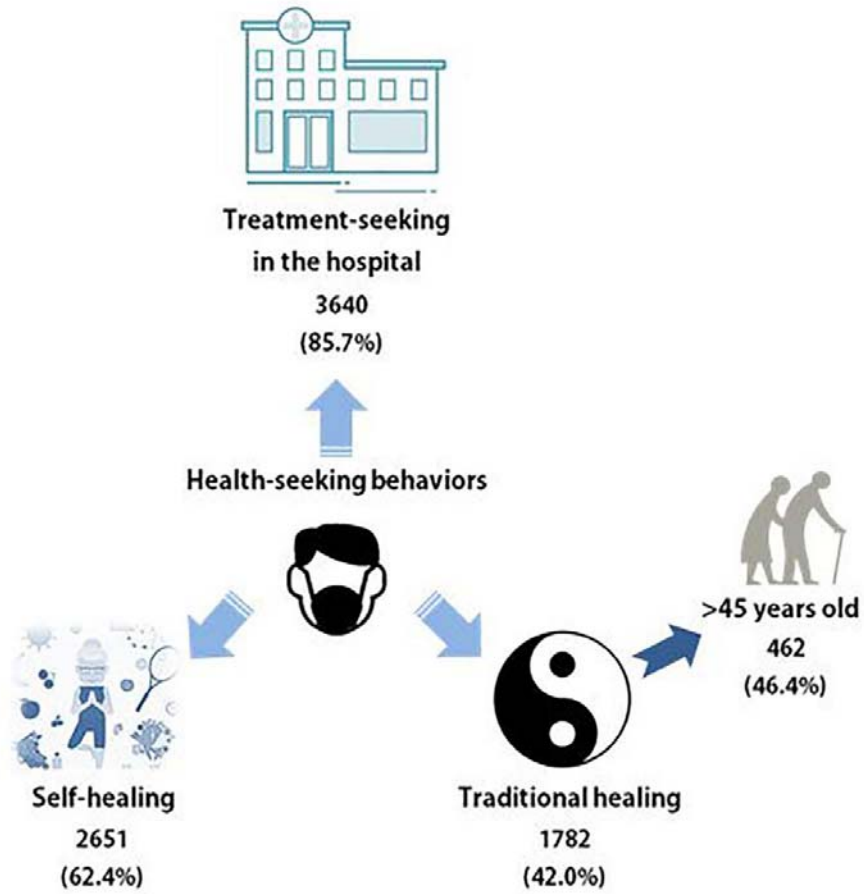 Treatment-seeking
in the hospital
3640
(85.7%)
Health-seeking behaviors
>45 years old
462
(46.4%)
Self-healing
2651
(62.4%)
Traditional healing
1782
(42.0%)